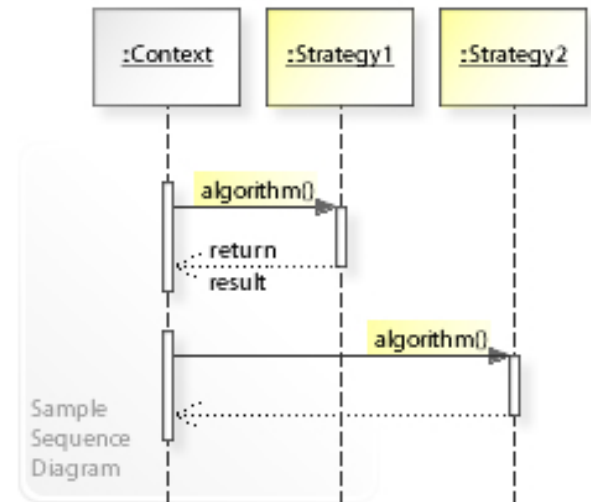 :Context
:Strategy1
:Strategy2
algorithm()
return
result
algorithm()
Sample
Sequence
Diagram